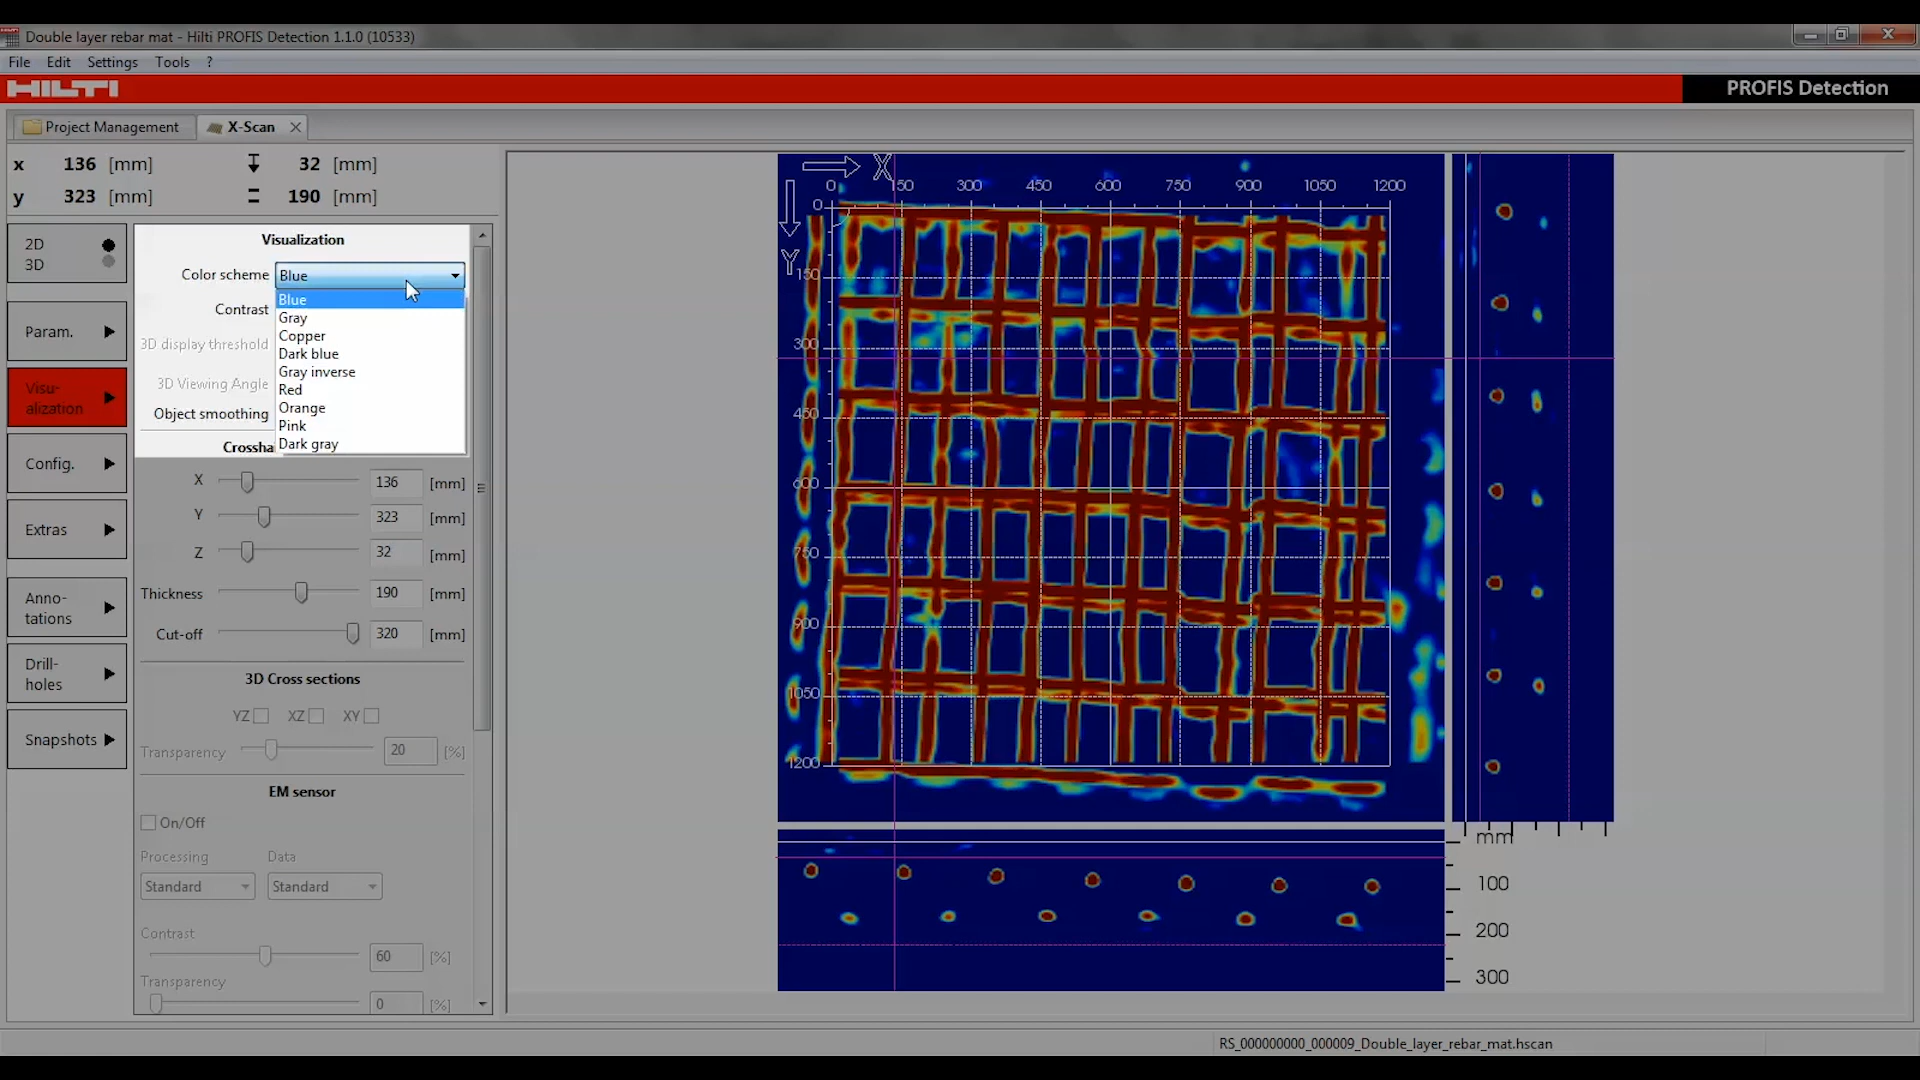 Double layer rebar mat - Hilti PROFIS Detection 1.1.0 (10533)
File Edit Settings Tools ?
HILTI
PROFIS Detection
Project Management
X-Scan
x 136 [mm] 32 [mm]
y 323 [mm] 190 [mm]
2D
3D
Param.
Visu-
alization
Config.
Extras
Anno-
tations
Drill-
holes
Snapshots
Visualization
Color scheme Blue
Contrast
3D display threshold
3D Viewing Angle
Object smoothing
Blue
Gray
Copper
Dark blue
Gray inverse
Red
Orange
Pink
Dark gray
Crossha
X 136 [mm]
Y 323 [mm]
Z 32 [mm]
Thickness 190 [mm]
Cut-off 320 [mm]
3D Cross sections
YZ XZ XY
Transparency 20 [%]
EM sensor
On/Off
Processing Data
Standard Standard
Contrast
60 [%]
Transparency
0 [%]
X
0 150 300 450 600 750 900 1050 1200
Y
0
150
300
450
600
750
900
1050
1200
mm
100
200
300
RS_000000000_000009_Double_layer_rebar_mat.hscan